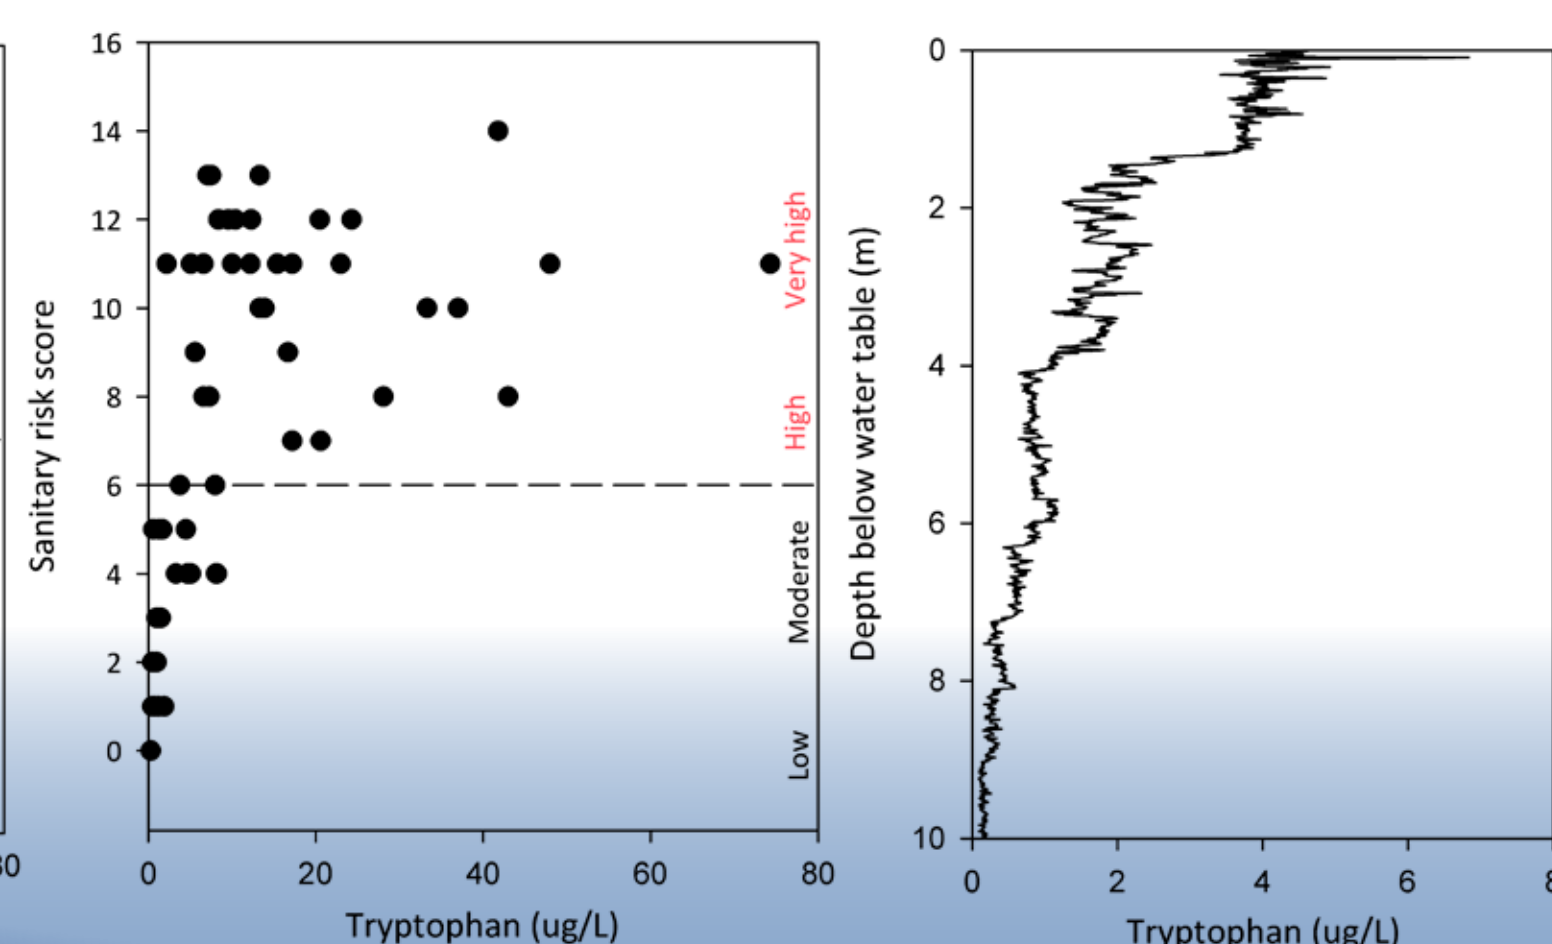 30
16
14
12
10
8
6
4
2
0
Sanitary risk score
Very high
High
Moderate
Low
0 20 40 60 80
Tryptophan (ug/L)
0
2
4
6
8
10
Depth below water table (m)
0 2 4 6 8
Tryptophan (ug/L)